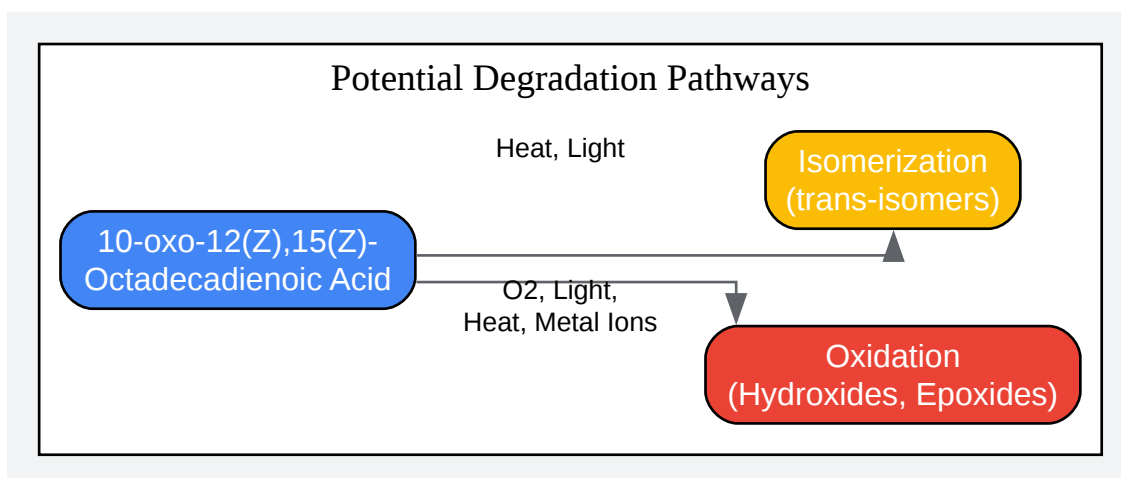 Potential Degradation Pathways
Heat, Light
Isomerization
(trans-isomers)
10-oxo-12(Z),15(Z)-
Octadecadienoic Acid
O2, Light,
Heat, Metal Ions
Oxidation
(Hydroxides, Epoxides)